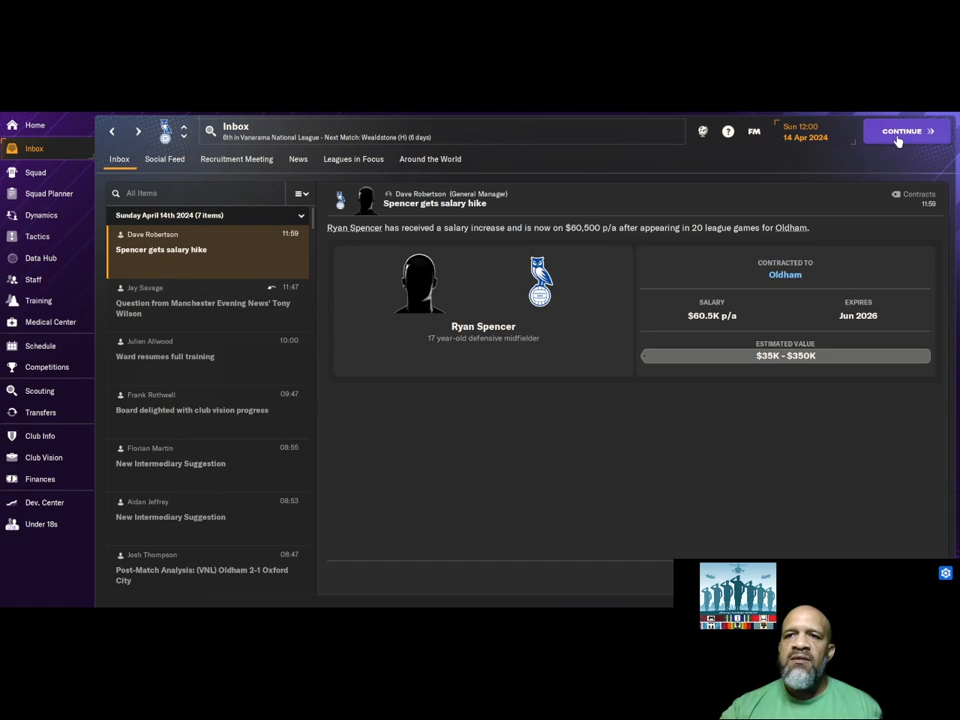 Home
Inbox
Squad
Squad Planner
Dynamics
Tactics
Data Hub
Staff
Training
Medical Center
Schedule
Competitions
Scouting
Transfers
Club Info
Club Vision
Finances
Dev. Center
Under 18s
Inbox
6th in Vanarama National League - Next Match: Wealdstone (H) (6 days)
FM
Sun 12:00
14 Apr 2024
CONTINUE
Inbox Social Feed Recruitment Meeting News Leagues in Focus Around the World
All Items
Sunday April 14th 2024 (7 items)
Dave Robertson 11:59
Spencer gets salary hike
Jay Savage 11:47
Question from Manchester Evening News' Tony
Wilson
Julien Allwood 10:00
Ward resumes full training
Frank Rothwell 09:47
Board delighted with club vision progress
Florian Martin 08:55
New Intermediary Suggestion
Aidan Jeffrey 08:53
New Intermediary Suggestion
Josh Thompson 08:47
Post-Match Analysis: (VNL) Oldham 2-1 Oxford
City
Dave Robertson (General Manager)
Spencer gets salary hike
Contracts
11:59
Ryan Spencer has received a salary increase and is now on $60,500 p/a after appearing in 20 league games for Oldham.
Ryan Spencer
17 year-old defensive midfielder
CONTRACTED TO
Oldham
SALARY EXPIRES
$60.5K p/a Jun 2026
ESTIMATED VALUE
$35K - $350K